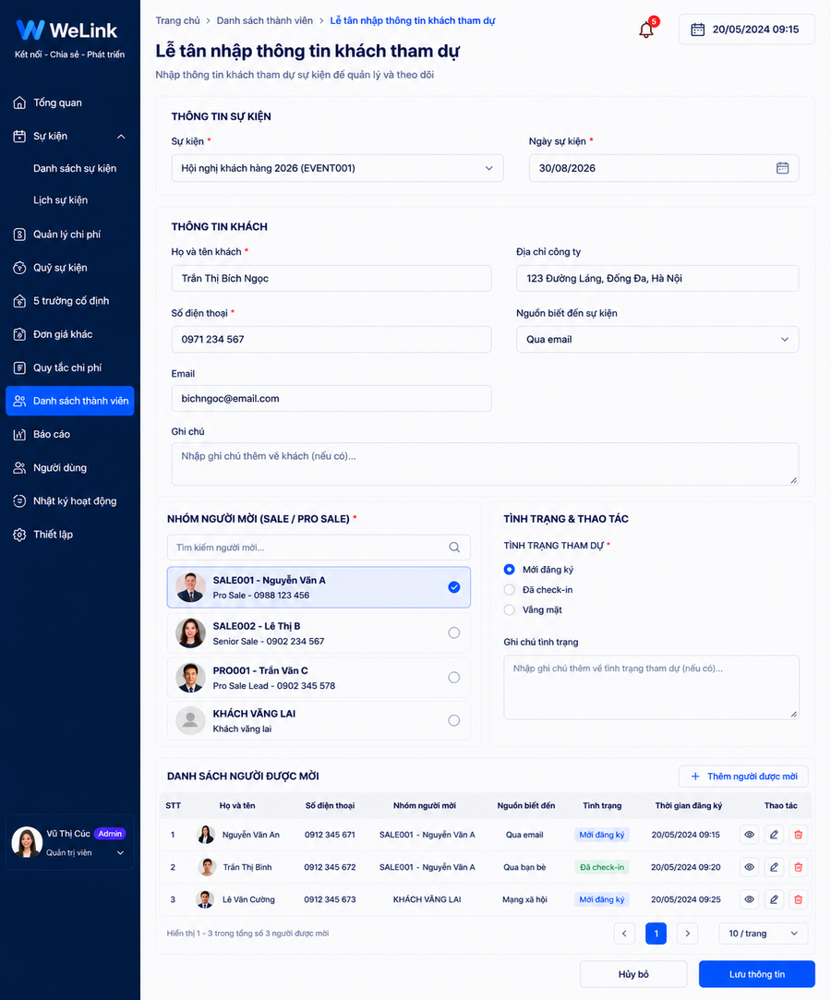 WeLink
Kết nối - Chia sẻ - Phát triển
Tổng quan
Sự kiện
Danh sách sự kiện
Lịch sự kiện
Quản lý chi phí
Quỹ sự kiện
5 trường cố định
Đơn giá khác
Quy tắc chi phí
Danh sách thành viên
Báo cáo
Người dùng
Nhật ký hoạt động
Thiết lập
Vũ Thị Cúc Admin
Quản trị viên
Trang chủ > Danh sách thành viên > Lễ tân nhập thông tin khách tham dự
5
20/05/2024 09:15
Lễ tân nhập thông tin khách tham dự
Nhập thông tin khách tham dự sự kiện để quản lý và theo dõi
THÔNG TIN SỰ KIỆN
Sự kiện *
Ngày sự kiện *
Hội nghị khách hàng 2026 (EVENT001)
30/08/2026
THÔNG TIN KHÁCH
Họ và tên khách *
Địa chỉ công ty
Trần Thị Bích Ngọc
123 Đường Láng, Đống Đa, Hà Nội
Số điện thoại *
Nguồn biết đến sự kiện
0971 234 567
Qua email
Email
bichngoc@email.com
Ghi chú
Nhập ghi chú thêm về khách (nếu có)...
NHÓM NGƯỜI MỜI (SALE / PRO SALE) *
Tìm kiếm người mời...
SALE001 - Nguyễn Văn A
Pro Sale - 0988 123 456
SALE002 - Lê Thị B
Senior Sale - 0902 234 567
PRO001 - Trần Văn C
Pro Sale Lead - 0902 345 578
KHÁCH VÃNG LAI
Khách vãng lai
TÌNH TRẠNG & THAO TÁC
TÌNH TRẠNG THAM DỰ *
Mới đăng ký
Đã check-in
Vắng mặt
Ghi chú tình trạng
Nhập ghi chú thêm về tình trạng tham dự (nếu có)...
DANH SÁCH NGƯỜI ĐƯỢC MỜI
+ Thêm người được mời
STT Họ và tên Số điện thoại Nhóm người mời Nguồn biết đến Tình trạng Thời gian đăng ký Thao tác
1 Nguyễn Văn An 0912 345 671 SALE001 - Nguyễn Văn A Qua email Mới đăng ký 20/05/2024 09:15
2 Trần Thị Bình 0912 345 672 SALE001 - Nguyễn Văn A Qua bạn bè Đã check-in 20/05/2024 09:20
3 Lê Văn Cường 0912 345 673 KHÁCH VÃNG LAI Mạng xã hội Mới đăng ký 20/05/2024 09:25
Hiển thị 1 - 3 trong tổng số 3 người được mời
1
10 / trang
Hủy bỏ
Lưu thông tin